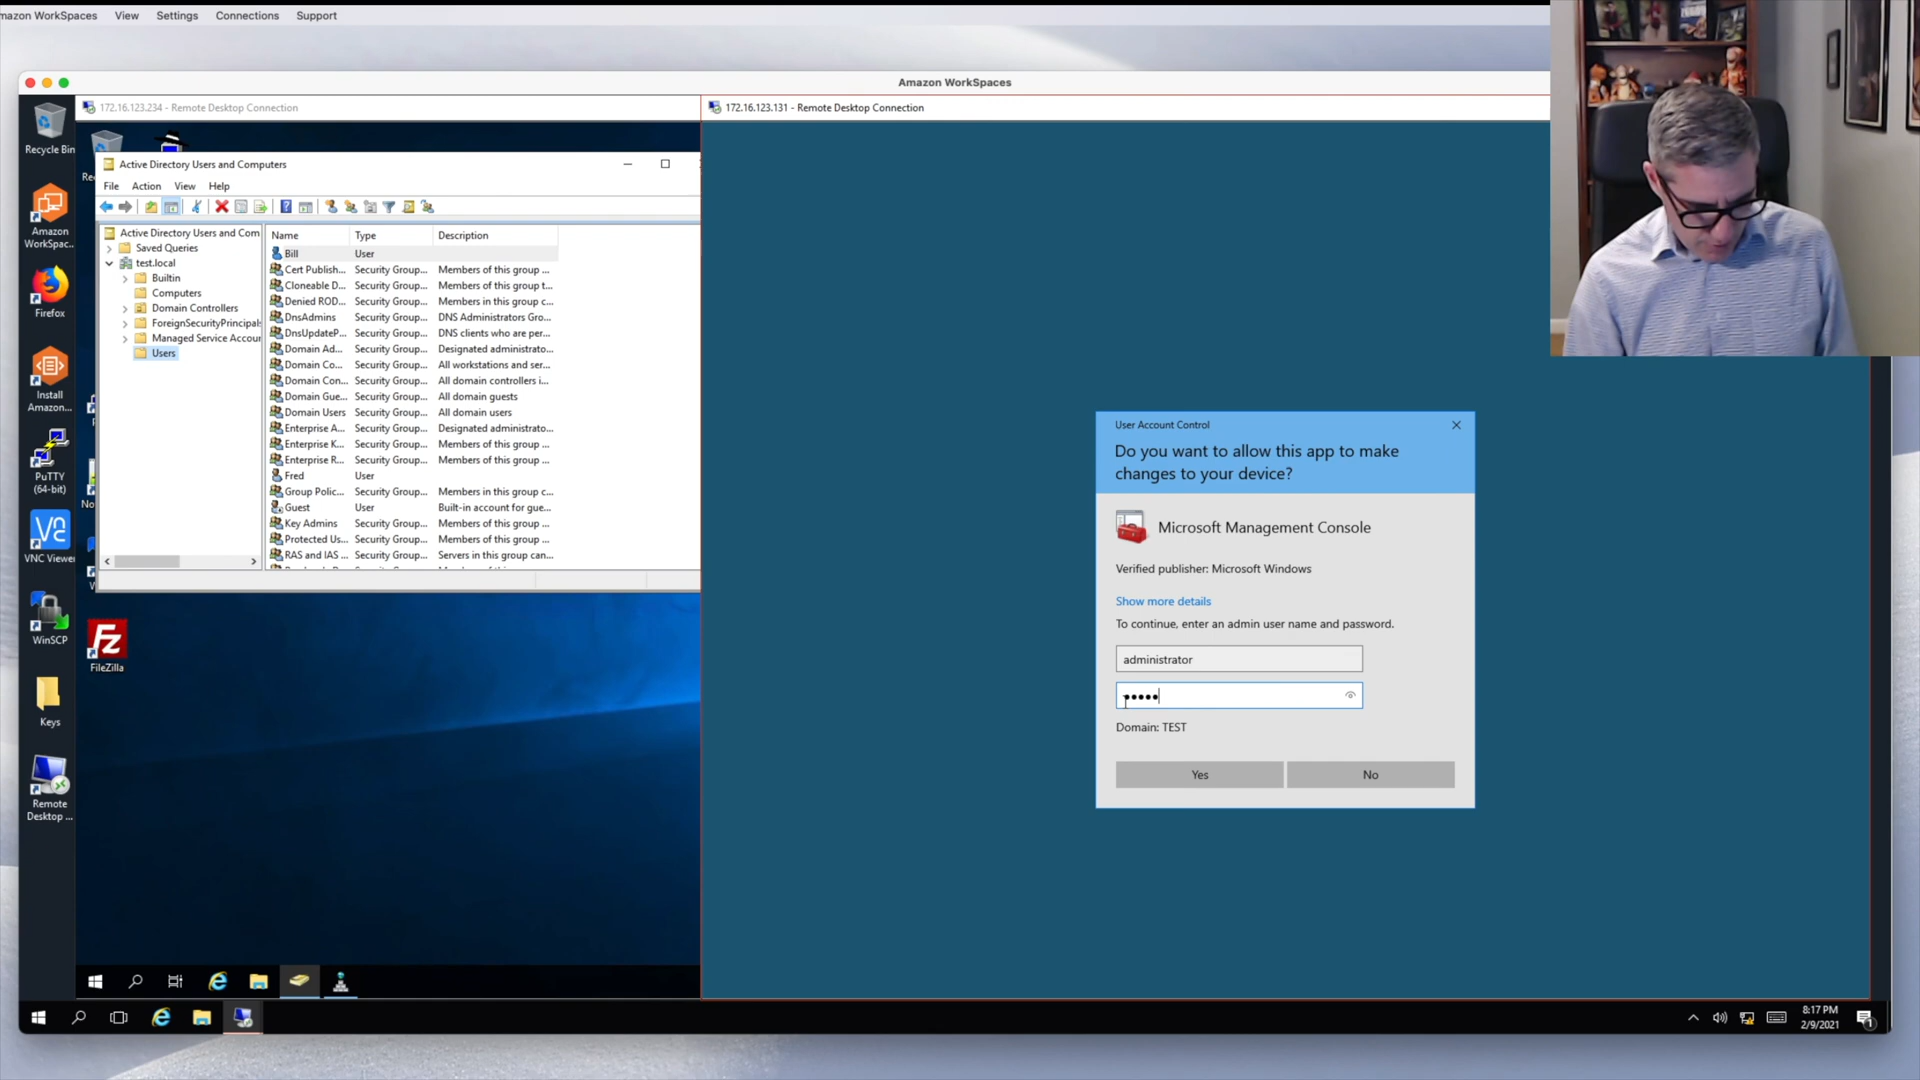 mazon WorkSpaces View Settings Connections Support
Amazon WorkSpaces
172.16.123.234 - Remote Desktop Connection
172.16.123.131 - Remote Desktop Connection
Recycle Bin
Amazon
WorkSpac...
Firefox
Install
Amazon...
PuTTY
(64-bit)
VNC Viewer
WinSCP
Keys
Remote
Desktop ...
FileZilla
Active Directory Users and Computers
File Action View Help
Active Directory Users and Com
Saved Queries
test.local
Builtin
Computers
Domain Controllers
ForeignSecurityPrincipals
Managed Service Accour
Users
Name Type Description
Bill User
Cert Publish... Security Group... Members of this group ...
Cloneable D... Security Group... Members of this group t...
Denied ROD... Security Group... Members in this group c...
DnsAdmins Security Group... DNS Administrators Gro...
DnsUpdateP... Security Group... DNS clients who are per...
Domain Ad... Security Group... Designated administrato...
Domain Co... Security Group... All workstations and ser...
Domain Con... Security Group... All domain controllers i...
Domain Gue... Security Group... All domain guests
Domain Users Security Group... All domain users
Enterprise A... Security Group... Designated administrato...
Enterprise K... Security Group... Members of this group ...
Enterprise R... Security Group... Members of this group ...
Fred User
Group Polic... Security Group... Members in this group c...
Guest User Built-in account for gue...
Key Admins Security Group... Members of this group ...
Protected Us... Security Group... Members of this group ...
RAS and IAS ... Security Group... Servers in this group can...
User Account Control
Do you want to allow this app to make
changes to your device?
Microsoft Management Console
Verified publisher: Microsoft Windows
Show more details
To continue, enter an admin user name and password.
administrator
Domain: TEST
Yes No
8:17 PM
2/9/2021
1